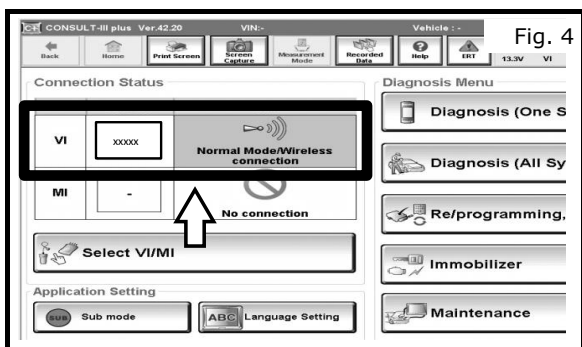 CONSULT-III plus Ver.42.20 VIN:- Vehicle : -
Fig. 4
Back Home Print Screen Screen Capture Measurement Mode Recorded Data Help ERT 13.3V VI
Connection Status
Diagnosis Menu
VI
xxxxx
Normal Mode/Wireless
connection
MI
-
No connection
Select VI/MI
Application Setting
SUB Sub mode
ABC Language Setting
Diagnosis (One S
Diagnosis (All Sy
Re/programming,
Immobilizer
Maintenance